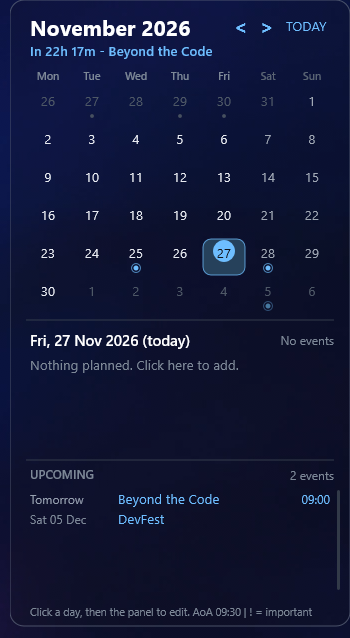 November 2026 < > TODAY
In 22h 17m - Beyond the Code
Mon Tue Wed Thu Fri Sat Sun
26 27 28 29 30 31 1
2 3 4 5 6 7 8
9 10 11 12 13 14 15
16 17 18 19 20 21 22
23 24 25 26 27 28 29
30 1 2 3 4 5 6
Fri, 27 Nov 2026 (today) No events
Nothing planned. Click here to add.
UPCOMING 2 events
Tomorrow Beyond the Code 09:00
Sat 05 Dec DevFest
Click a day, then the panel to edit. AoA 09:30 | ! = important